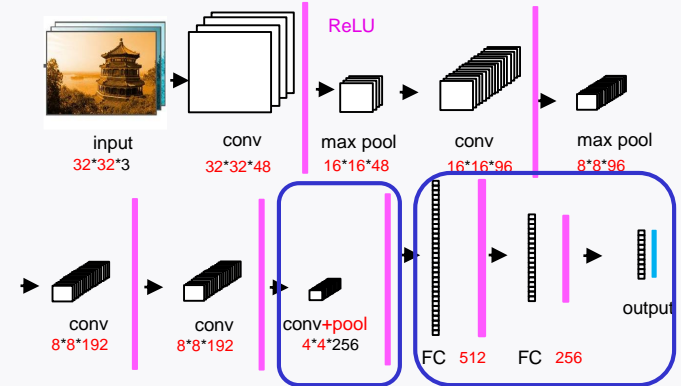 ReLU
input
conv
max pool
conv
max pool
32*32*3
32*32*48
16*16*48
16*16*96
8*8*96
conv
conv
conv+pool
output
8*8*192
8*8*192
4*4*256
FC 512
FC 256